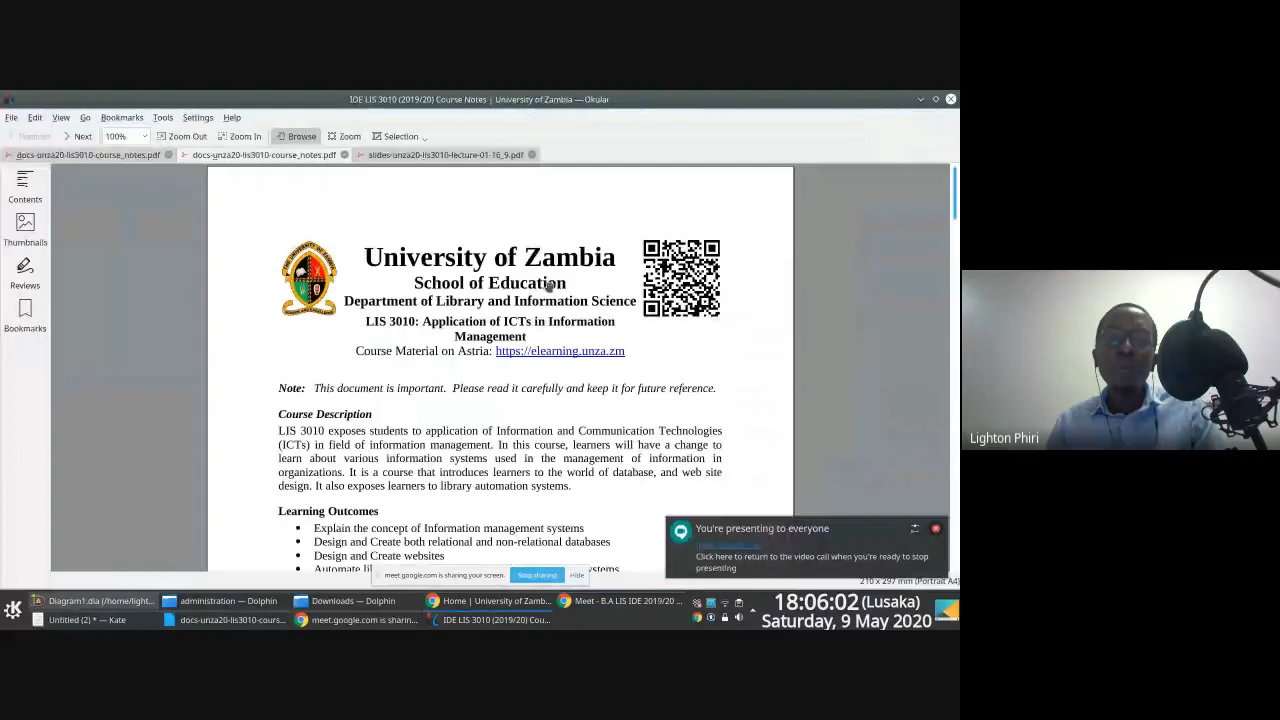 IDE LIS 3010 (2019/20) Course Notes | University of Zambia — Okular
File Edit View Go Bookmarks Tools Settings Help
Next 100% Zoom Out Zoom In Browse Zoom Selection
docs-unza20-lis3010-course_notes.pdf docs-unza20-lis3010-course_notes.pdf slides-unza20-lis3010-lecture-01-16_9.pdf
Contents
Thumbnails
Reviews
Bookmarks
University of Zambia
School of Education
Department of Library and Information Science
LIS 3010: Application of ICTs in Information
Management
Course Material on Astria: https://elearning.unza.zm
Note: This document is important. Please read it carefully and keep it for future reference.
Course Description
LIS 3010 exposes students to application of Information and Communication Technologies
(ICTs) in field of information management. In this course, learners will have a change to
learn about various information systems used in the management of information in
organizations. It is a course that introduces learners to the world of database, and web site
design. It also exposes learners to library automation systems.
Learning Outcomes
• Explain the concept of Information management systems
• Design and Create both relational and non-relational databases
• Design and Create websites
• Automate
You're presenting to everyone
Click here to return to the video call when you're ready to stop
presenting
meet.google.com is sharing your screen. Stop sharing Hide
210 x 297 mm (Portrait A4)
Diagram1.dia (/home/light... administration — Dolphin Downloads — Dolphin Home | University of Zamb... Meet - B.A LIS IDE 2019/20 ...
Untitled (2) * — Kate docs-unza20-lis3010-cours... meet.google.com is sharin... IDE LIS 3010 (2019/20) Cou...
18:06:02 (Lusaka)
Saturday, 9 May 2020
Lighton Phiri